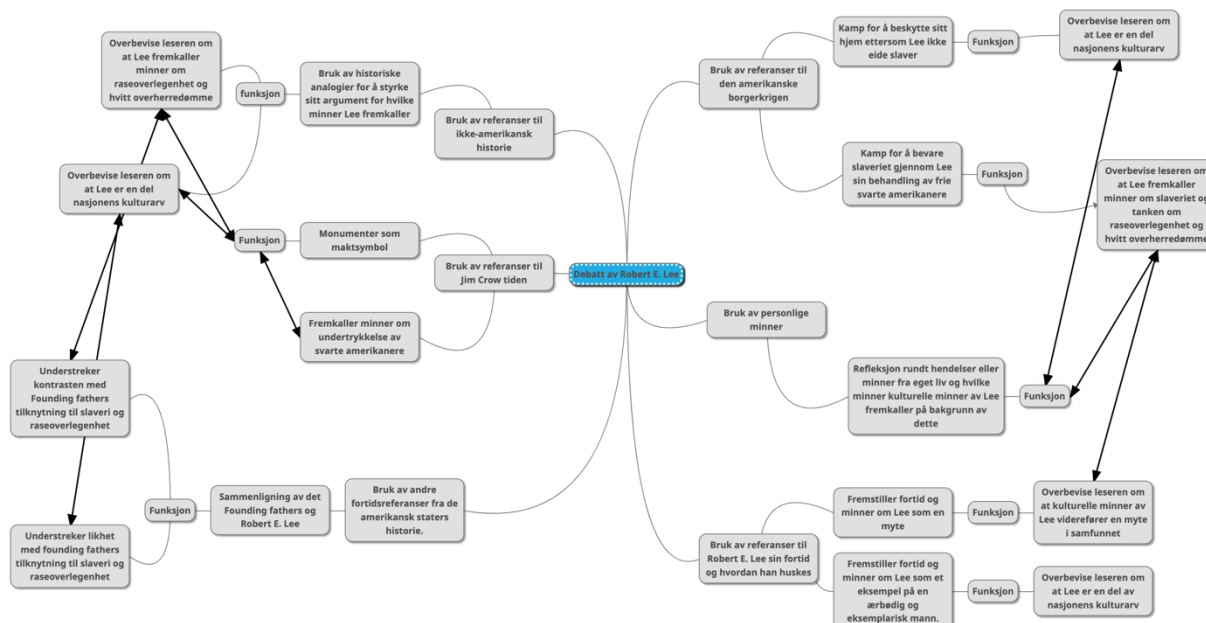 Overbevise leseren om
at Lee fremkaller
minner om
raseoverlegenhet og
hvitt overherredømme
funksjon
Bruk av historiske
analogier for å styrke
sitt argument for hvilke
minner Lee fremkaller
Bruk av referanser til
ikke-amerikansk
historie
Overbevise leseren om
at Lee er en del
nasjonens kulturarv
Funksjon
Monumenter som
maktsymbol
Bruk av referanser til
Jim Crow tiden
Fremkaller minner om
undertrykkelse av
svarte amerikanere
Understreker
kontrasten med
Founding fathers
tilknytning til slaveri og
raseoverlegenhet
Funksjon
Sammenligning av det
Founding fathers og
Robert E. Lee
Bruk av andre
fortidsreferanser fra de
amerikansk staters
historie.
Understreker likhet
med founding fathers
tilknytning til slaveri og
raseoverlegenhet
Debatt av Robert E. Lee
Bruk av referanser til
den amerikanske
borgerkrigen
Kamp for å beskytte sitt
hjem ettersom Lee ikke
eide slaver
Funksjon
Overbevise leseren om
at Lee er en del
nasjonens kulturarv
Kamp for å bevare
slaveriet gjennom Lee
sin behandling av frie
svarte amerikanere
Funksjon
Overbevise leseren om
at Lee fremkaller
minner om slaveriet og
tanken om
raseoverlegenhet og
hvitt overherredømme
Bruk av personlige
minner
Refleksjon rundt hendelser eller
minner fra eget liv og hvilke
minner kulturelle minner av Lee
fremkaller på bakgrunn av
dette
Funksjon
Bruk av referanser til
Robert E. Lee sin fortid
og hvordan han huskes
Fremstiller fortid og
minner om Lee som en
myte
Funksjon
Overbevise leseren om
at kulturelle minner av
Lee viderefører en myte
i samfunnet
Fremstiller fortid og
minner om Lee som et
eksempel på en
ærbødig og
eksemplarisk mann.
Funksjon
Overbevise leseren om
at Lee er en del av
nasjonens kulturarv